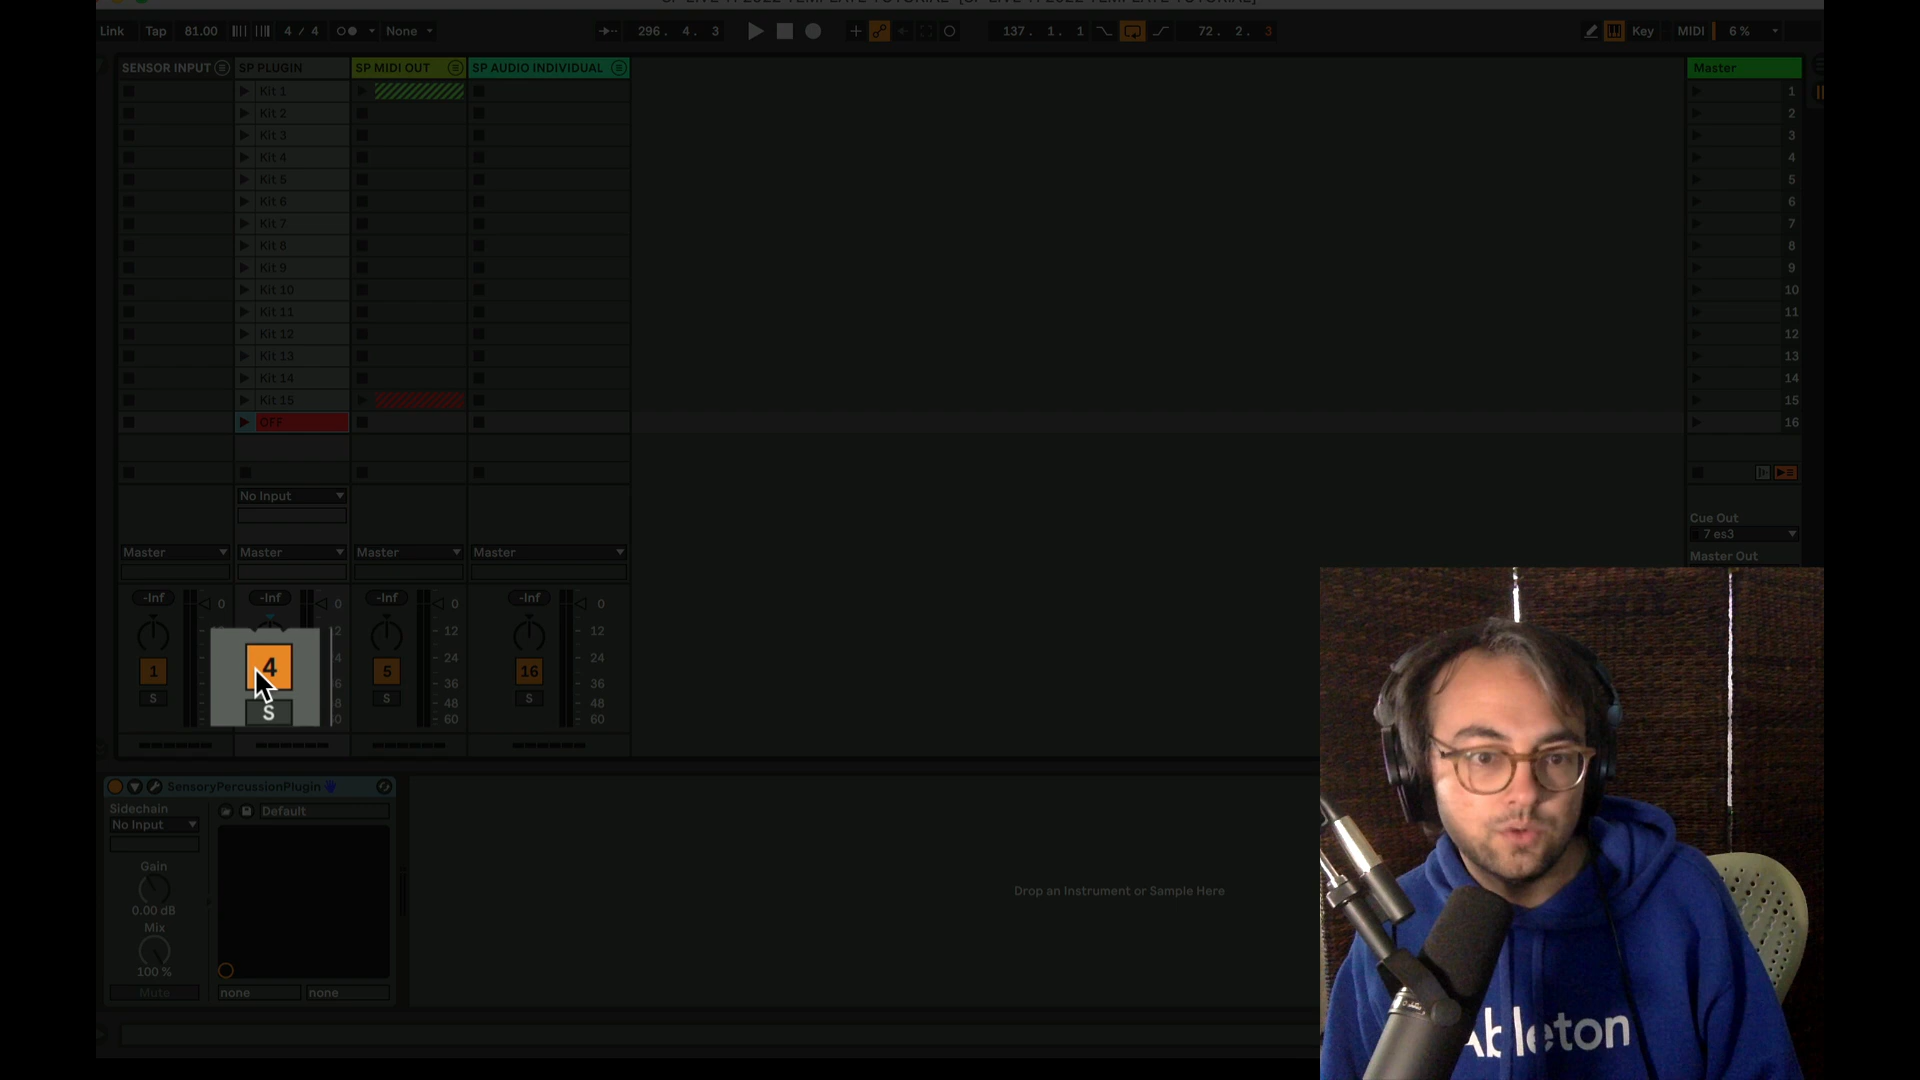 Link Tap 81.00 4 / 4 None 296. 4. 3 137. 1. 1 72. 2. 3 Key MIDI 6 %
SENSOR INPUT SP PLUGIN SP MIDI OUT SP AUDIO INDIVIDUAL Master
Kit 1 1
Kit 2 2
Kit 3 3
Kit 4 4
Kit 5 5
Kit 6 6
Kit 7 7
Kit 8 8
Kit 9 9
Kit 10 10
Kit 11 11
Kit 12 12
Kit 13 13
Kit 14 14
Kit 15 15
OFF 16
No Input
Cue Out
7 es3
Master Master Master Master Master Out
-Inf 0 -Inf 0 -Inf 0 -Inf 0
2 12 12
4 24 24
1 4 5 16
6 36 36
S S S S
8 48 48
0 60 60
SensoryPercussionPlugin
Sidechain Default
No Input
Gain
0.00 dB
Drop an Instrument or Sample Here
Mix
100 %
Mute none none
Ableton